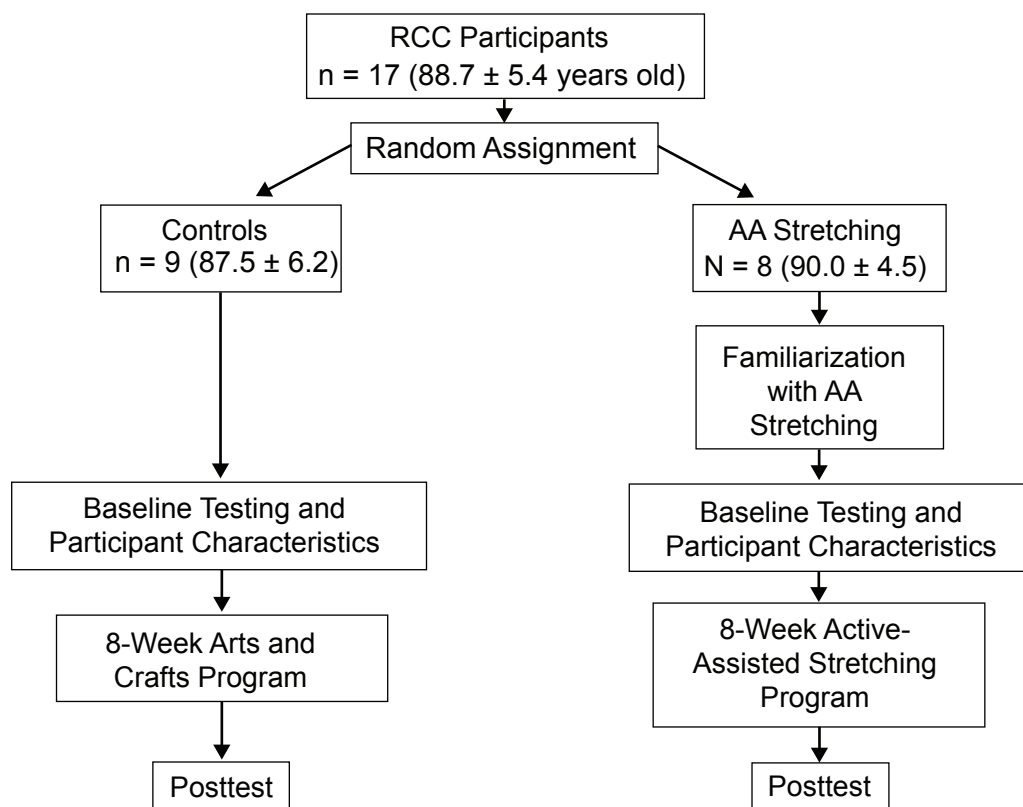 RCC Participants
n = 17 (88.7 ± 5.4 years old)
Random Assignment
Controls
n = 9 (87.5 ± 6.2)
AA Stretching
N = 8 (90.0 ± 4.5)
Familiarization
with AA
Stretching
Baseline Testing and
Participant Characteristics
Baseline Testing and
Participant Characteristics
8-Week Arts and
Crafts Program
8-Week Active-
Assisted Stretching
Program
Posttest
Posttest